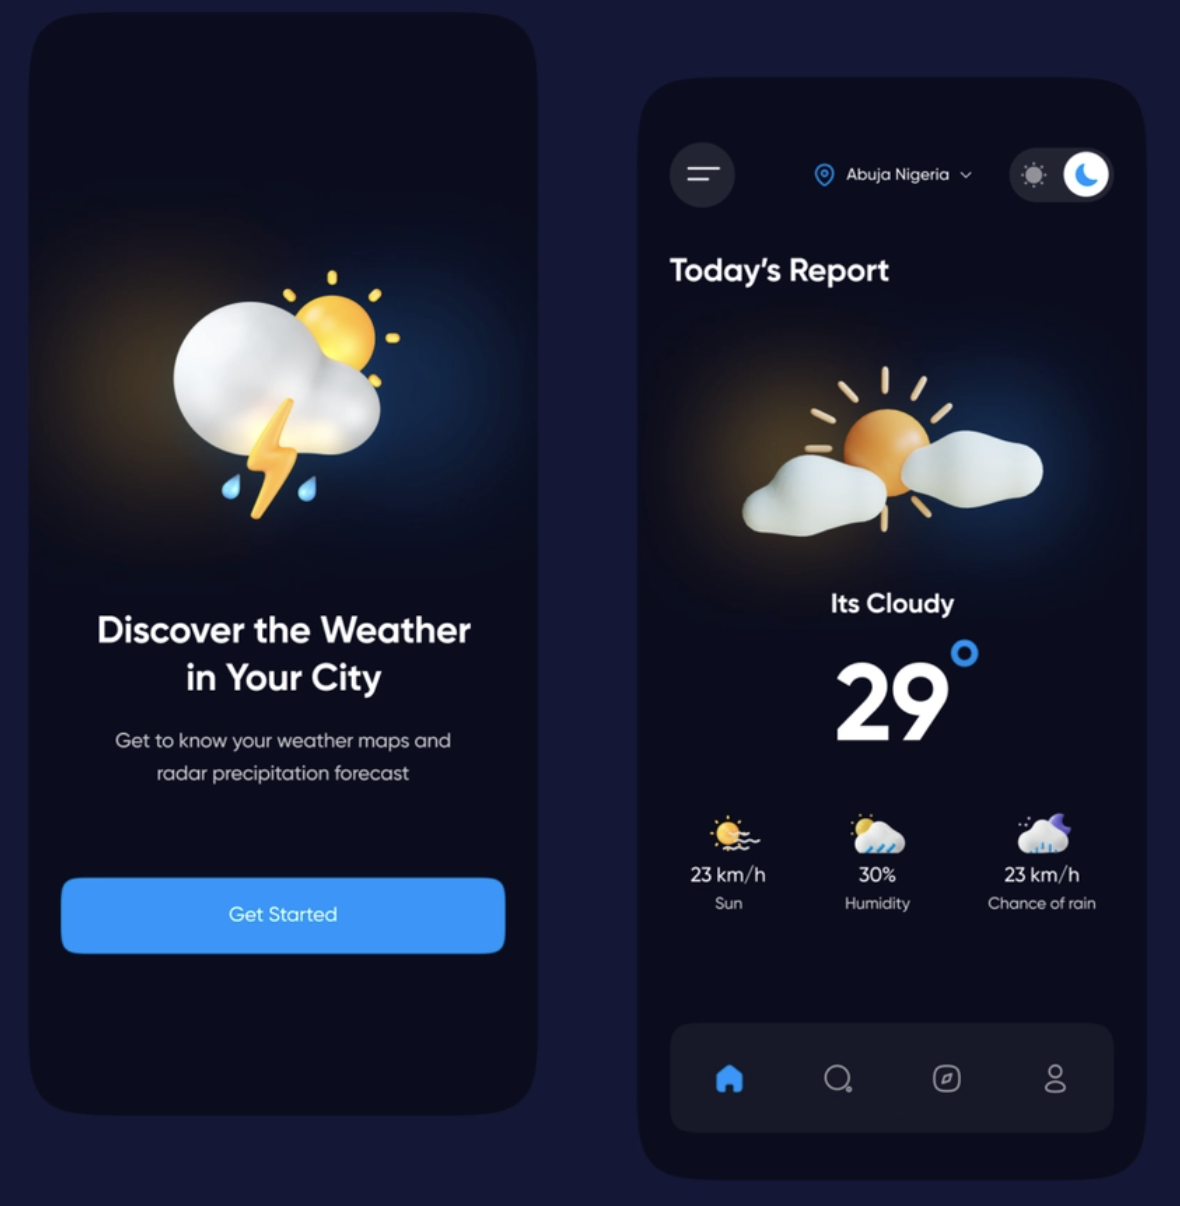 Discover the Weather
in Your City
Get to know your weather maps and
radar precipitation forecast
Get Started
Abuja Nigeria
Today's Report
Its Cloudy
29°
23 km/h
Sun
30%
Humidity
23 km/h
Chance of rain